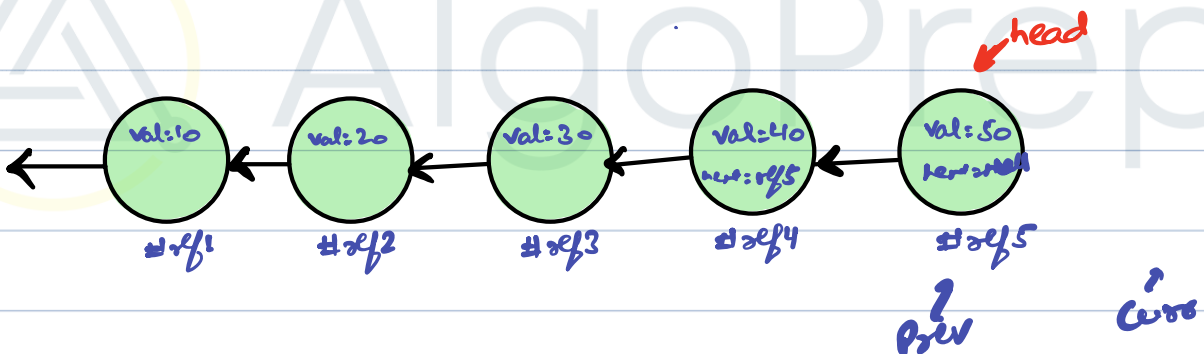 AlgoPrep
head
val=10 val=20 val=30 val=40 val=50
next=ref5 next=null
#ref1 #ref2 #ref3 #ref4 #ref5
Prev Curr